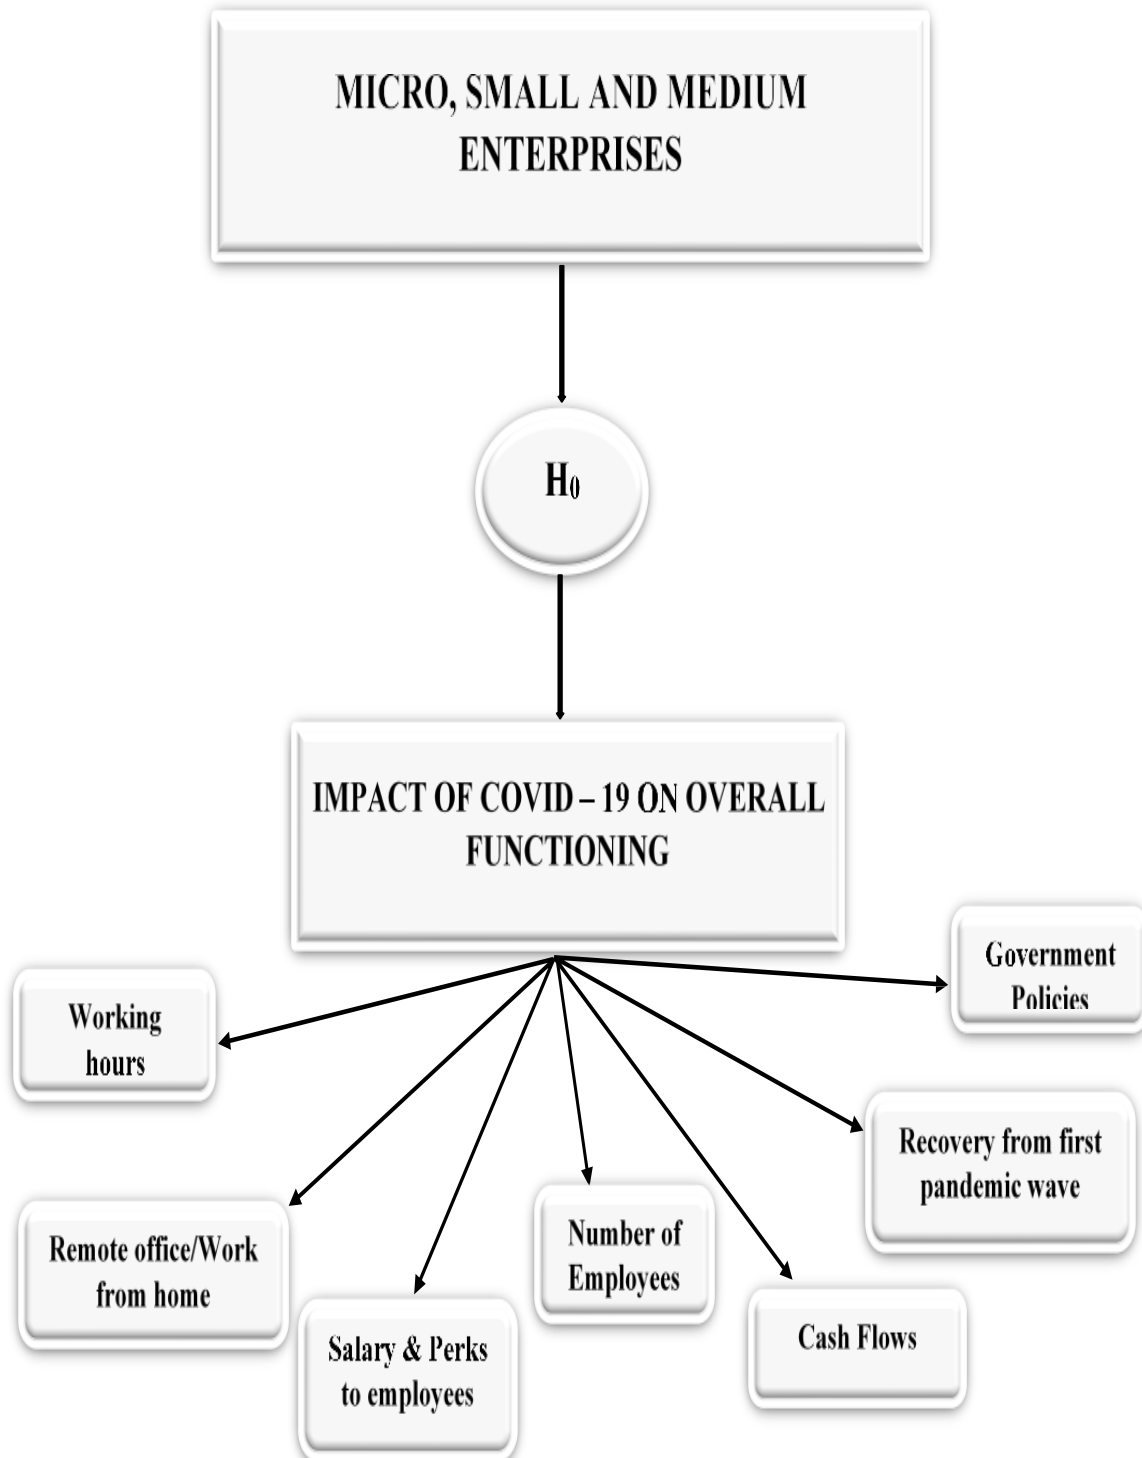 MICRO, SMALL AND MEDIUM
ENTERPRISES
H₀
IMPACT OF COVID – 19 ON OVERALL
FUNCTIONING
Government
Policies
Working
hours
Recovery from first
pandemic wave
Remote office/Work
from home
Number of
Employees
Salary & Perks
to employees
Cash Flows